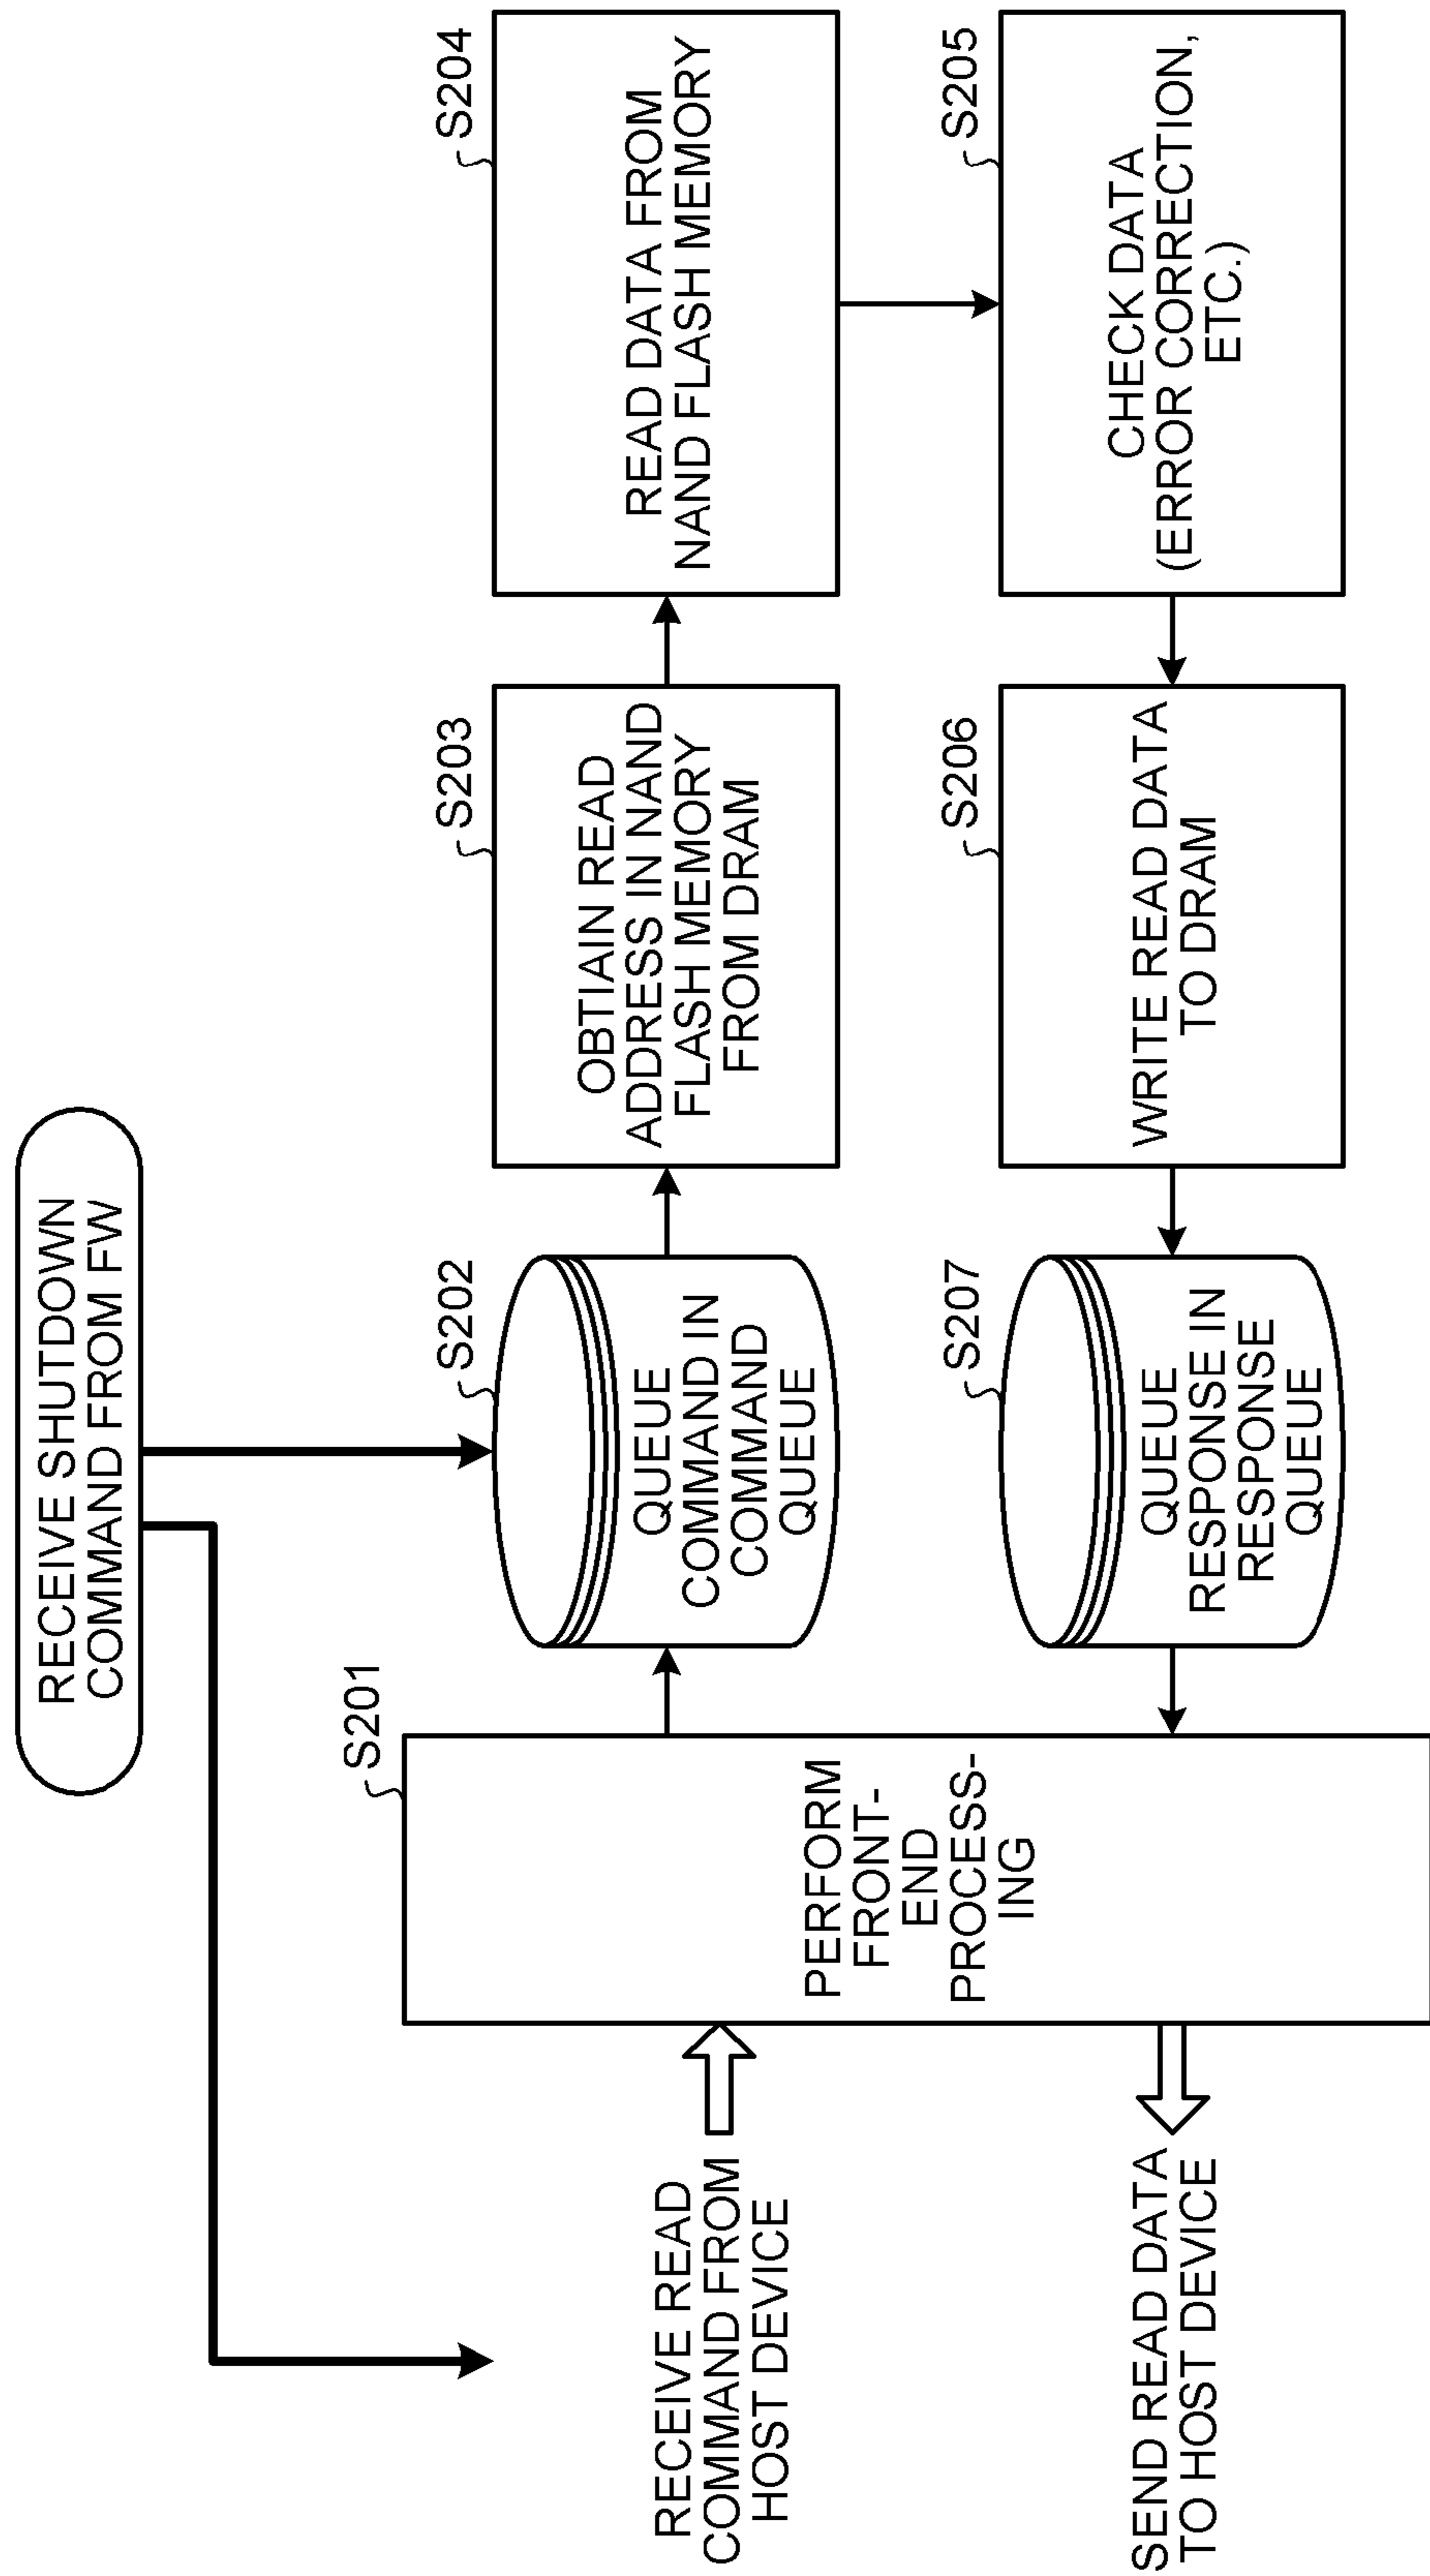 RECEIVE SHUTDOWN
COMMAND FROM FW
RECEIVE READ
COMMAND FROM
HOST DEVICE
S201
PERFORM
FRONT-
END
PROCESS-
ING
S202
QUEUE
COMMAND IN
COMMAND
QUEUE
S203
OBTIAN READ
ADDRESS IN NAND
FLASH MEMORY
FROM DRAM
S204
READ DATA FROM
NAND FLASH MEMORY
S205
CHECK DATA
(ERROR CORRECTION,
ETC.)
S206
WRITE READ DATA
TO DRAM
S207
QUEUE
RESPONSE IN
RESPONSE
QUEUE
SEND READ DATA
TO HOST DEVICE